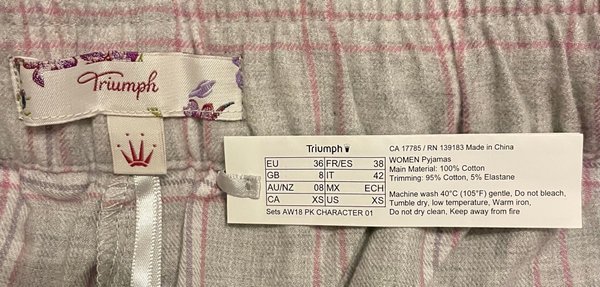 Triumph
Triumph
EU 36 FR/ES 38
GB 8 IT 42
AU/NZ 08 MX ECH
CA XS US XS
Sets AW18 PK CHARACTER 01
CA 17785 / RN 139183 Made in China
WOMEN Pyjamas
Main Material: 100% Cotton
Trimming: 95% Cotton, 5% Elastane
Machine wash 40°C (105°F) gentle, Do not bleach,
Tumble dry, low temperature, Warm iron,
Do not dry clean, Keep away from fire